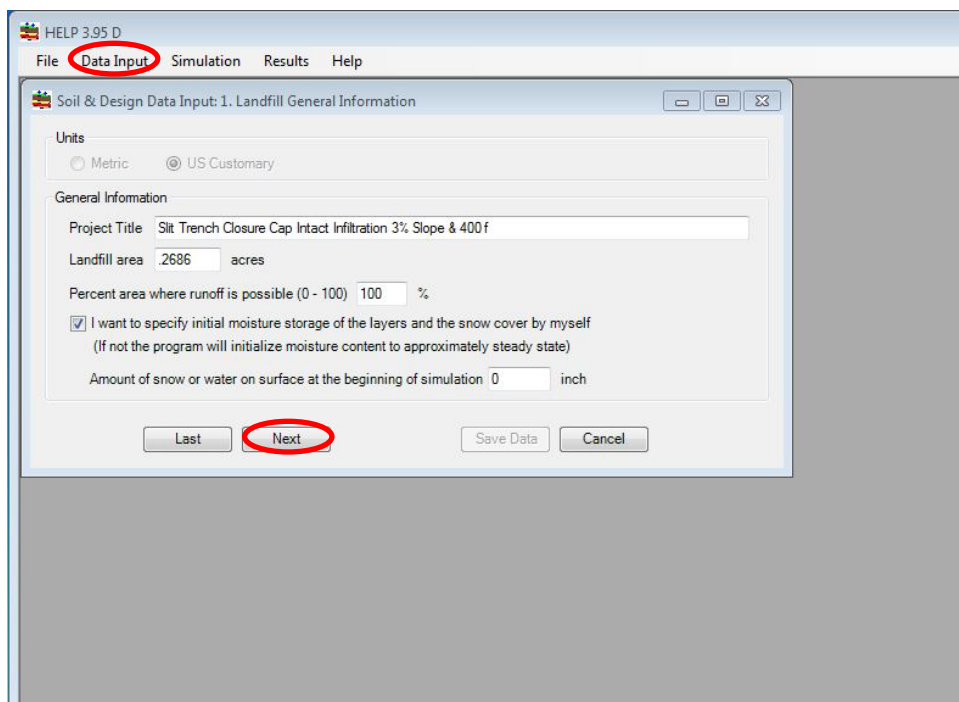 HELP 3.95 D
File Data Input Simulation Results Help
Soil & Design Data Input: 1. Landfill General Information
Units
Metric US Customary
General Information
Project Title Slit Trench Closure Cap Intact Infiltration 3% Slope & 400 f
Landfill area .2686 acres
Percent area where runoff is possible (0 - 100) 100 %
I want to specify initial moisture storage of the layers and the snow cover by myself
(If not the program will initialize moisture content to approximately steady state)
Amount of snow or water on surface at the beginning of simulation 0 inch
Last Next Save Data Cancel